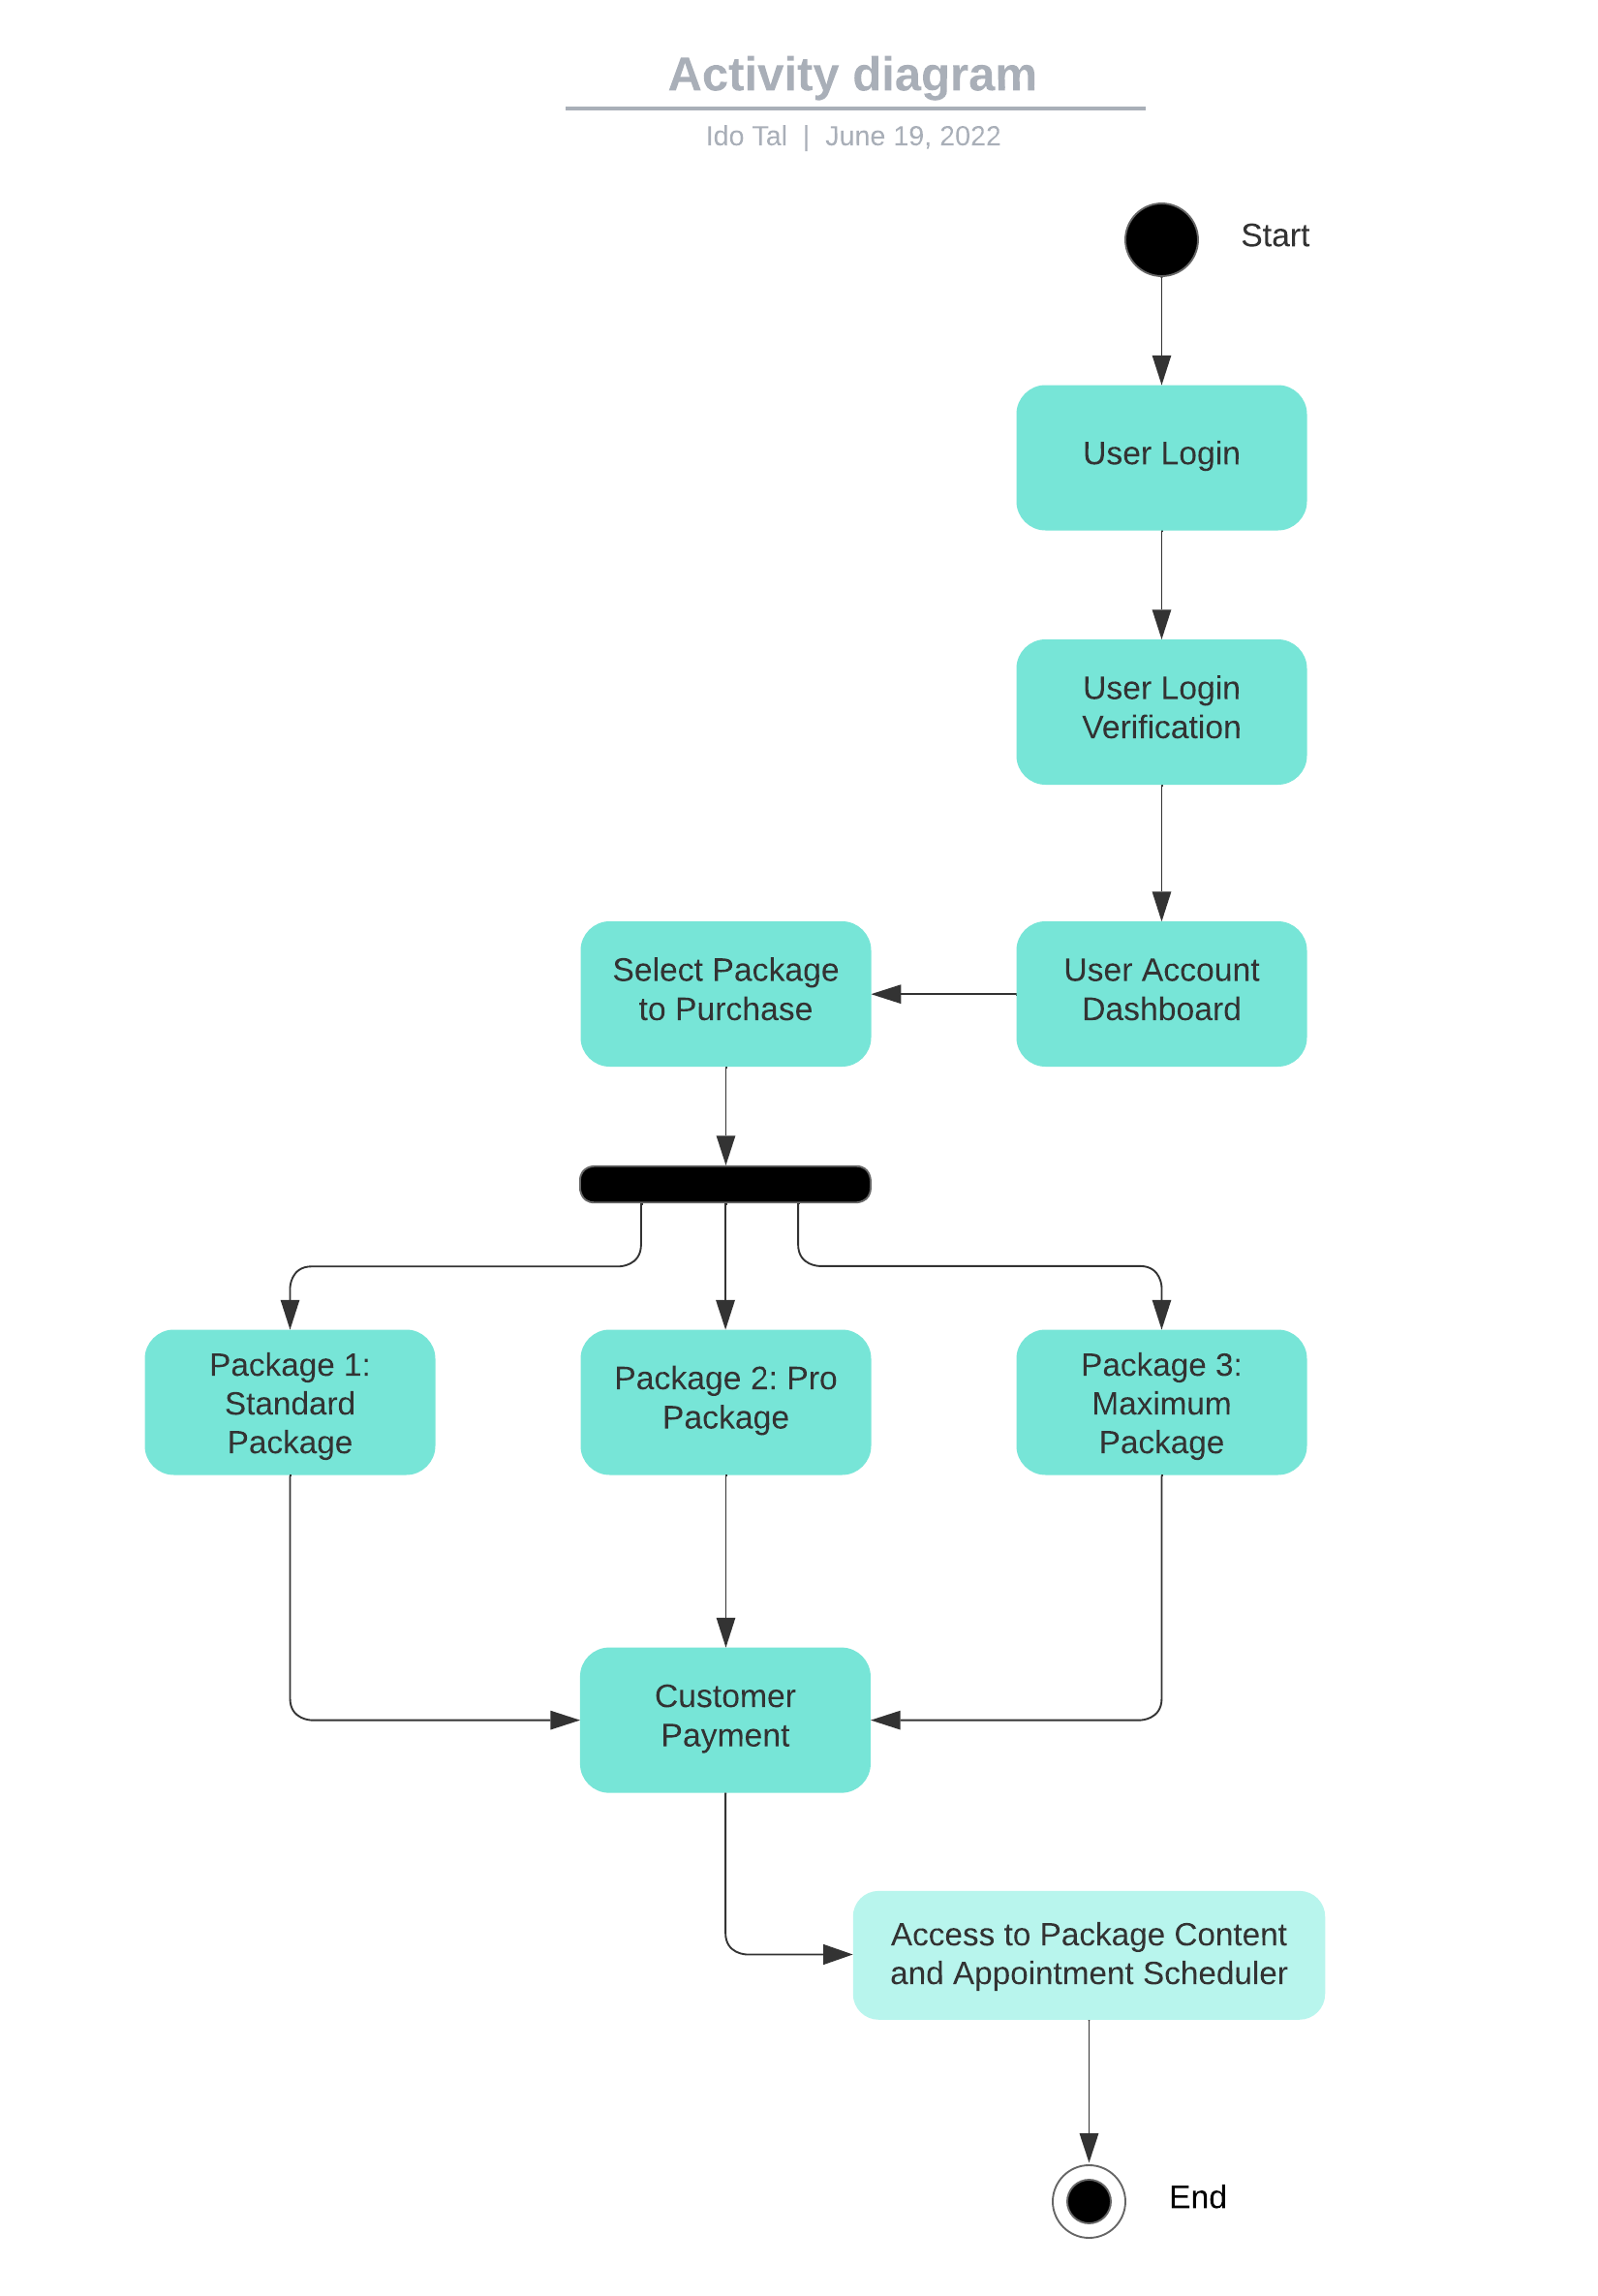 Activity diagram
Ido Tal | June 19, 2022
Start
User Login
User Login
Verification
User Account
Dashboard
Select Package
to Purchase
Package 1:
Standard
Package
Package 2: Pro
Package
Package 3:
Maximum
Package
Customer
Payment
Access to Package Content
and Appointment Scheduler
End